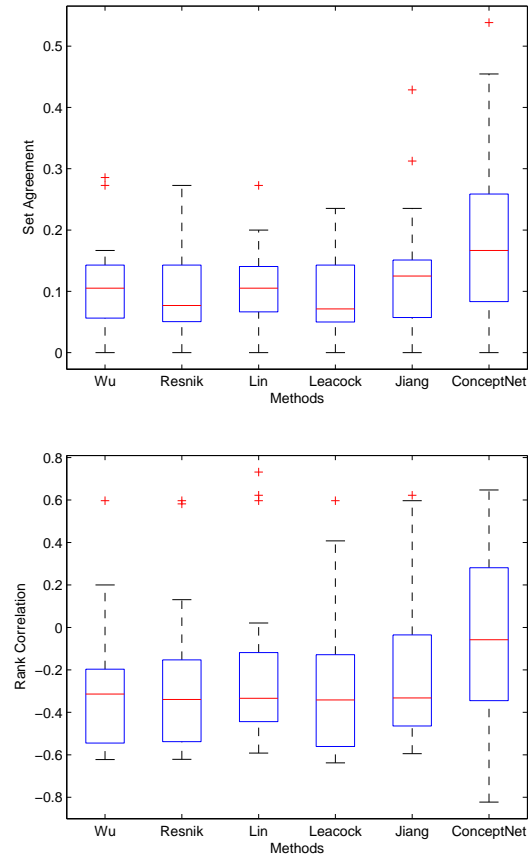 0.5
0.4
0.3
0.2
0.1
0
Set Agreement
Wu Resnik Lin Leacock Jiang ConceptNet
Methods
0.8
0.6
0.4
0.2
0
−0.2
−0.4
−0.6
−0.8
Rank Correlation
Wu Resnik Lin Leacock Jiang ConceptNet
Methods